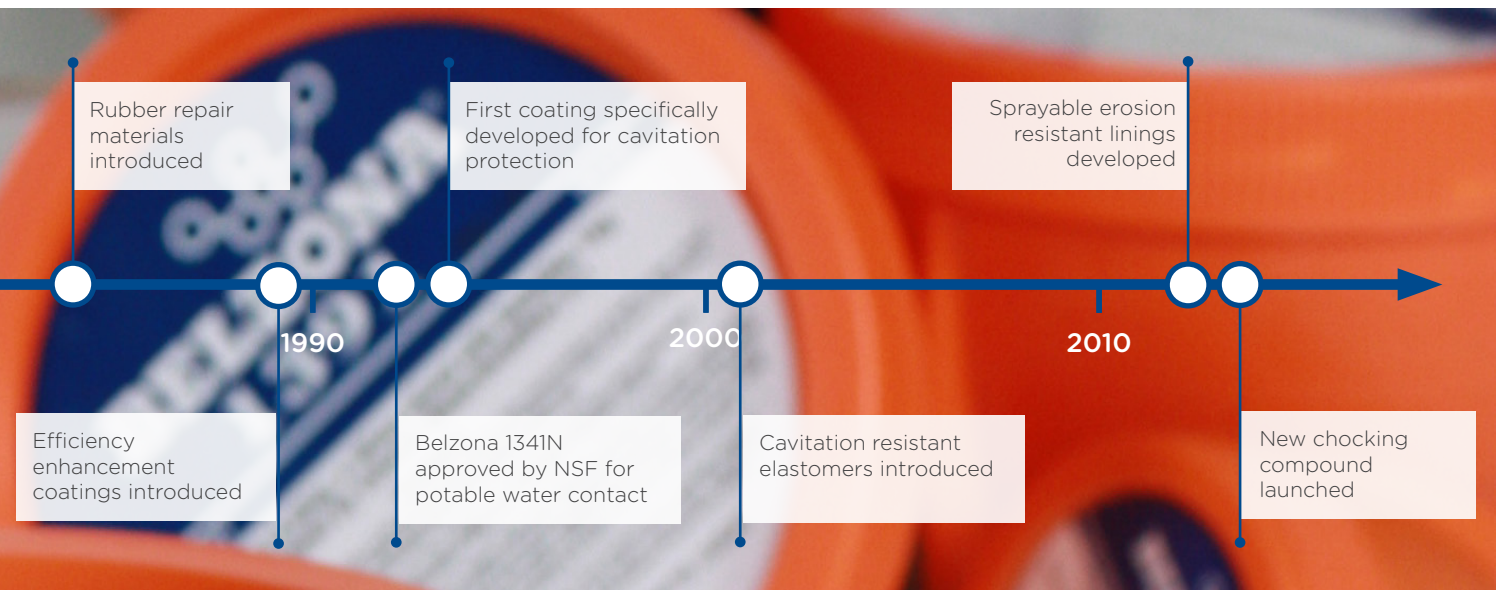 Rubber repair
materials
introduced
First coating specifically
developed for cavitation
protection
Sprayable erosion
resistant linings
developed
1990
2000
2010
Efficiency
enhancement
coatings introduced
Belzona 1341N
approved by NSF for
potable water contact
Cavitation resistant
elastomers introduced
New chocking
compound
launched
BELZONA